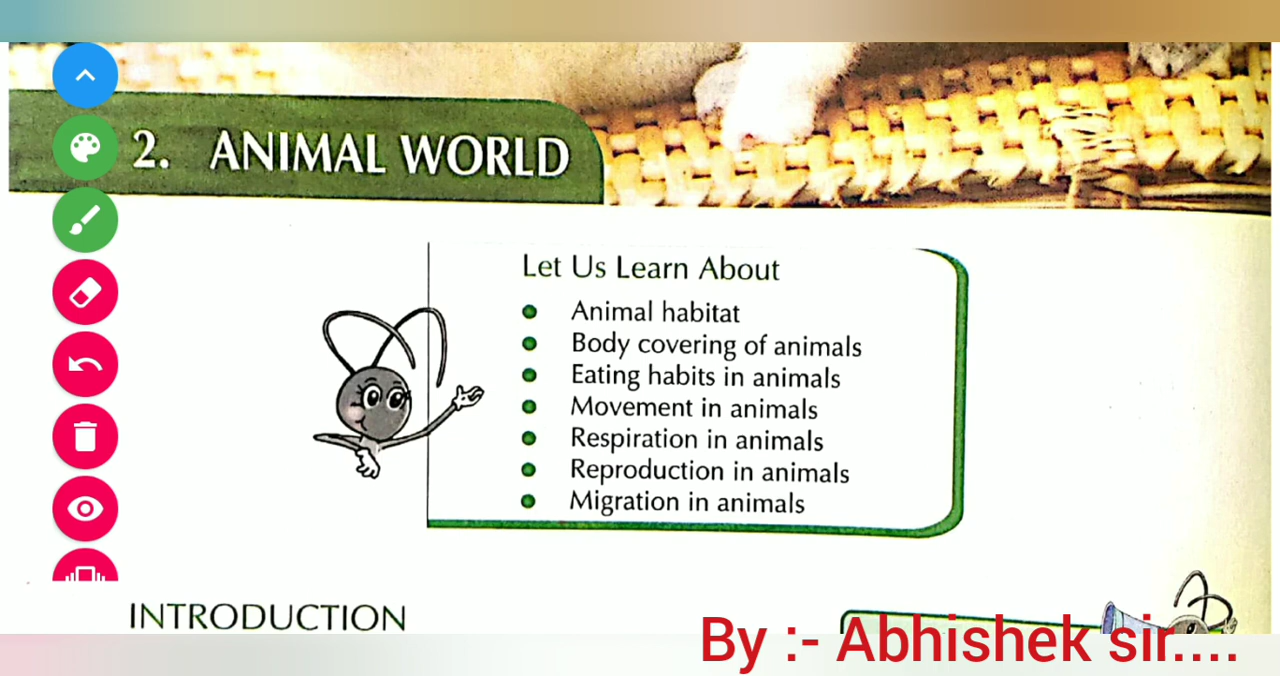 2. ANIMAL WORLD
Let Us Learn About
Animal habitat
Body covering of animals
Eating habits in animals
Movement in animals
Respiration in animals
Reproduction in animals
Migration in animals
INTRODUCTION
By :- Abhishek sir....